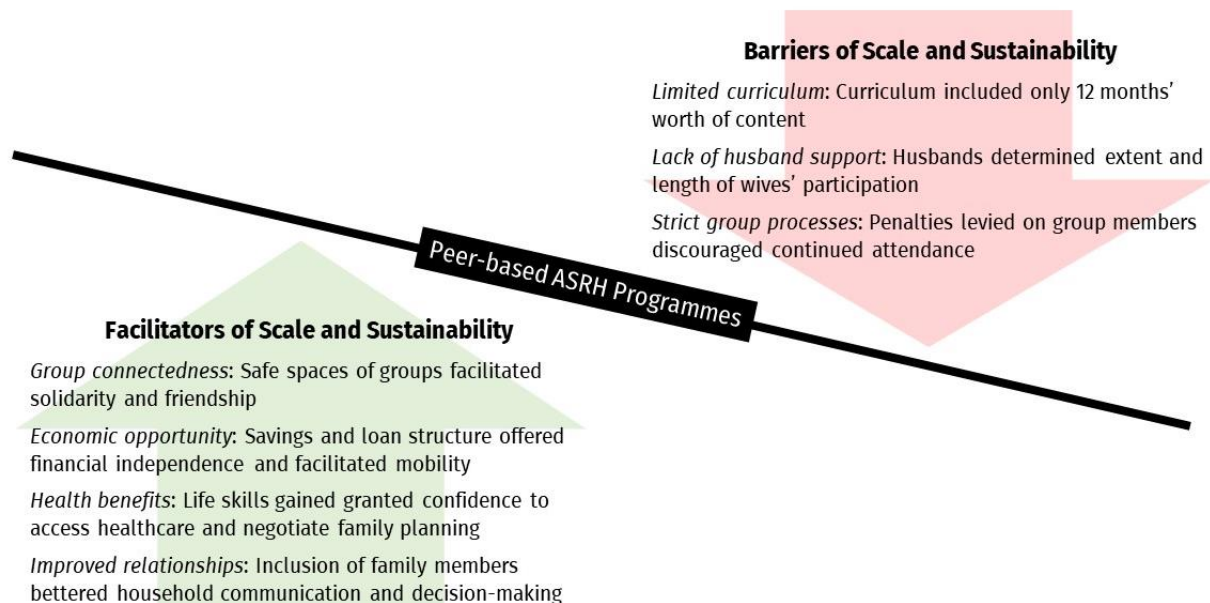 Barriers of Scale and Sustainability
Limited curriculum: Curriculum included only 12 months’
worth of content
Lack of husband support: Husbands determined extent and
length of wives’ participation
Strict group processes: Penalties levied on group members
discouraged continued attendance
Peer-based ASRH Programmes
Facilitators of Scale and Sustainability
Group connectedness: Safe spaces of groups facilitated
solidarity and friendship
Economic opportunity: Savings and loan structure offered
financial independence and facilitated mobility
Health benefits: Life skills gained granted confidence to
access healthcare and negotiate family planning
Improved relationships: Inclusion of family members
bettered household communication and decision-making